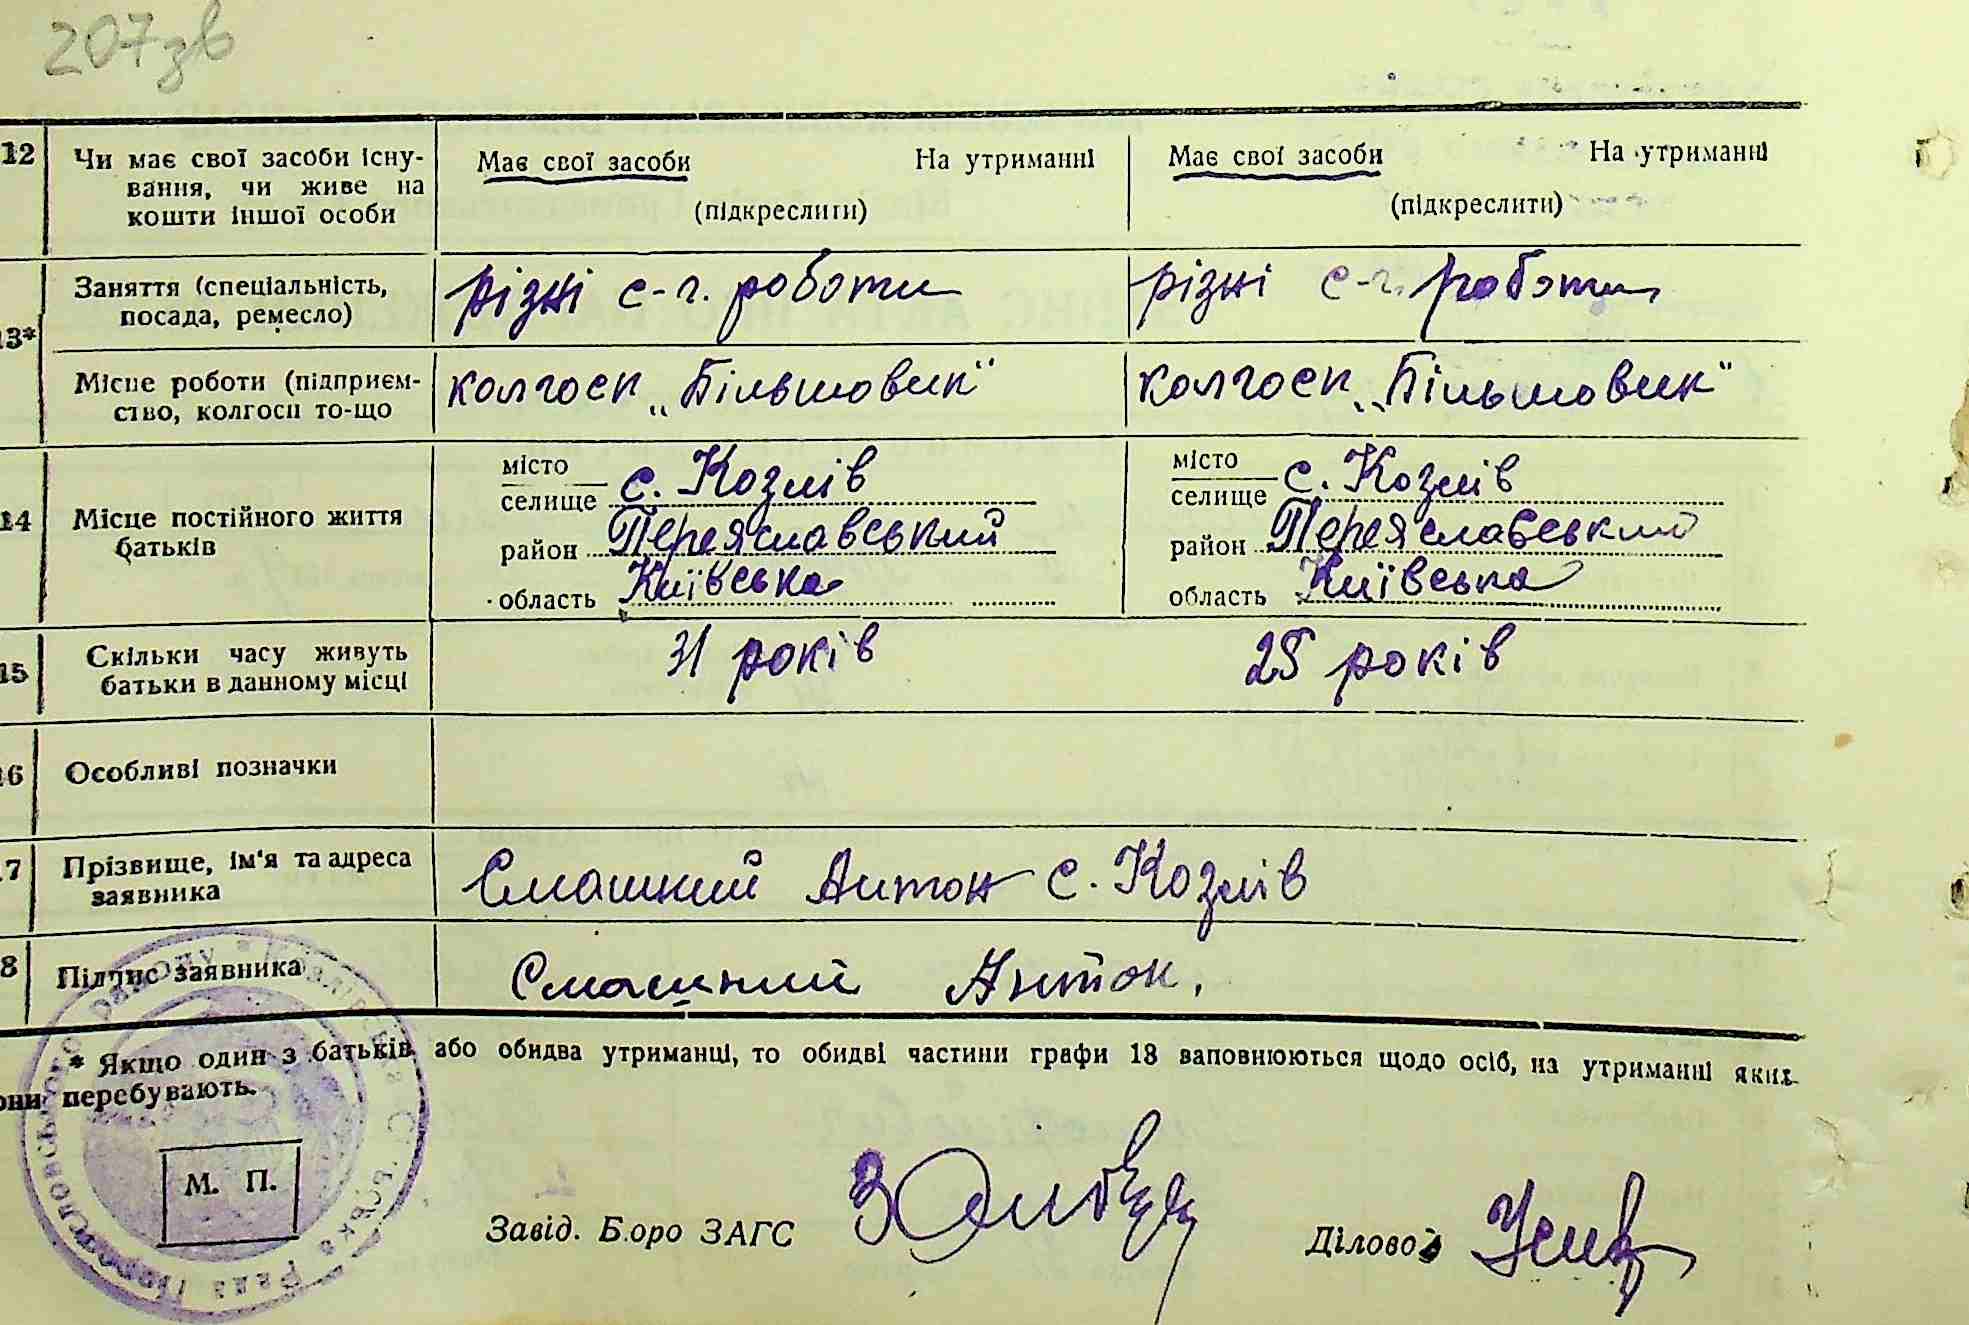 207зв
12 Чи має свої засоби існу- Має свої засоби На утриманні Має свої засоби На утриманні
вання, чи живе на
кошти іншої особи (підкреслити) (підкреслити)
13* Заняття (спеціальність, різні с-г. роботи різні с-г. роботи
посада, ремесло)
Місце роботи (підприєм- колгосп „Більшовик" колгосп „Більшовик"
ство, колгосп то-що
14 Місце постійного життя батьків
місто с. Козлів місто с. Козлів
селище селище
район Переяславський район Переяславський
область Київська область Київська
15 Скільки часу живуть 31 років 25 років
батьки в данному місці
16 Особливі позначки
17 Прізвище, ім'я та адреса Смашний Антон с. Козлів
заявника
18 Підпис заявника Смашний Антон.
* Якщо один з батьків або обидва утриманці, то обидві частини графи 18 заповнюються щодо осіб, на утриманні яких
они перебувають.
М. П.
Завід. Бюро ЗАГС Діловод